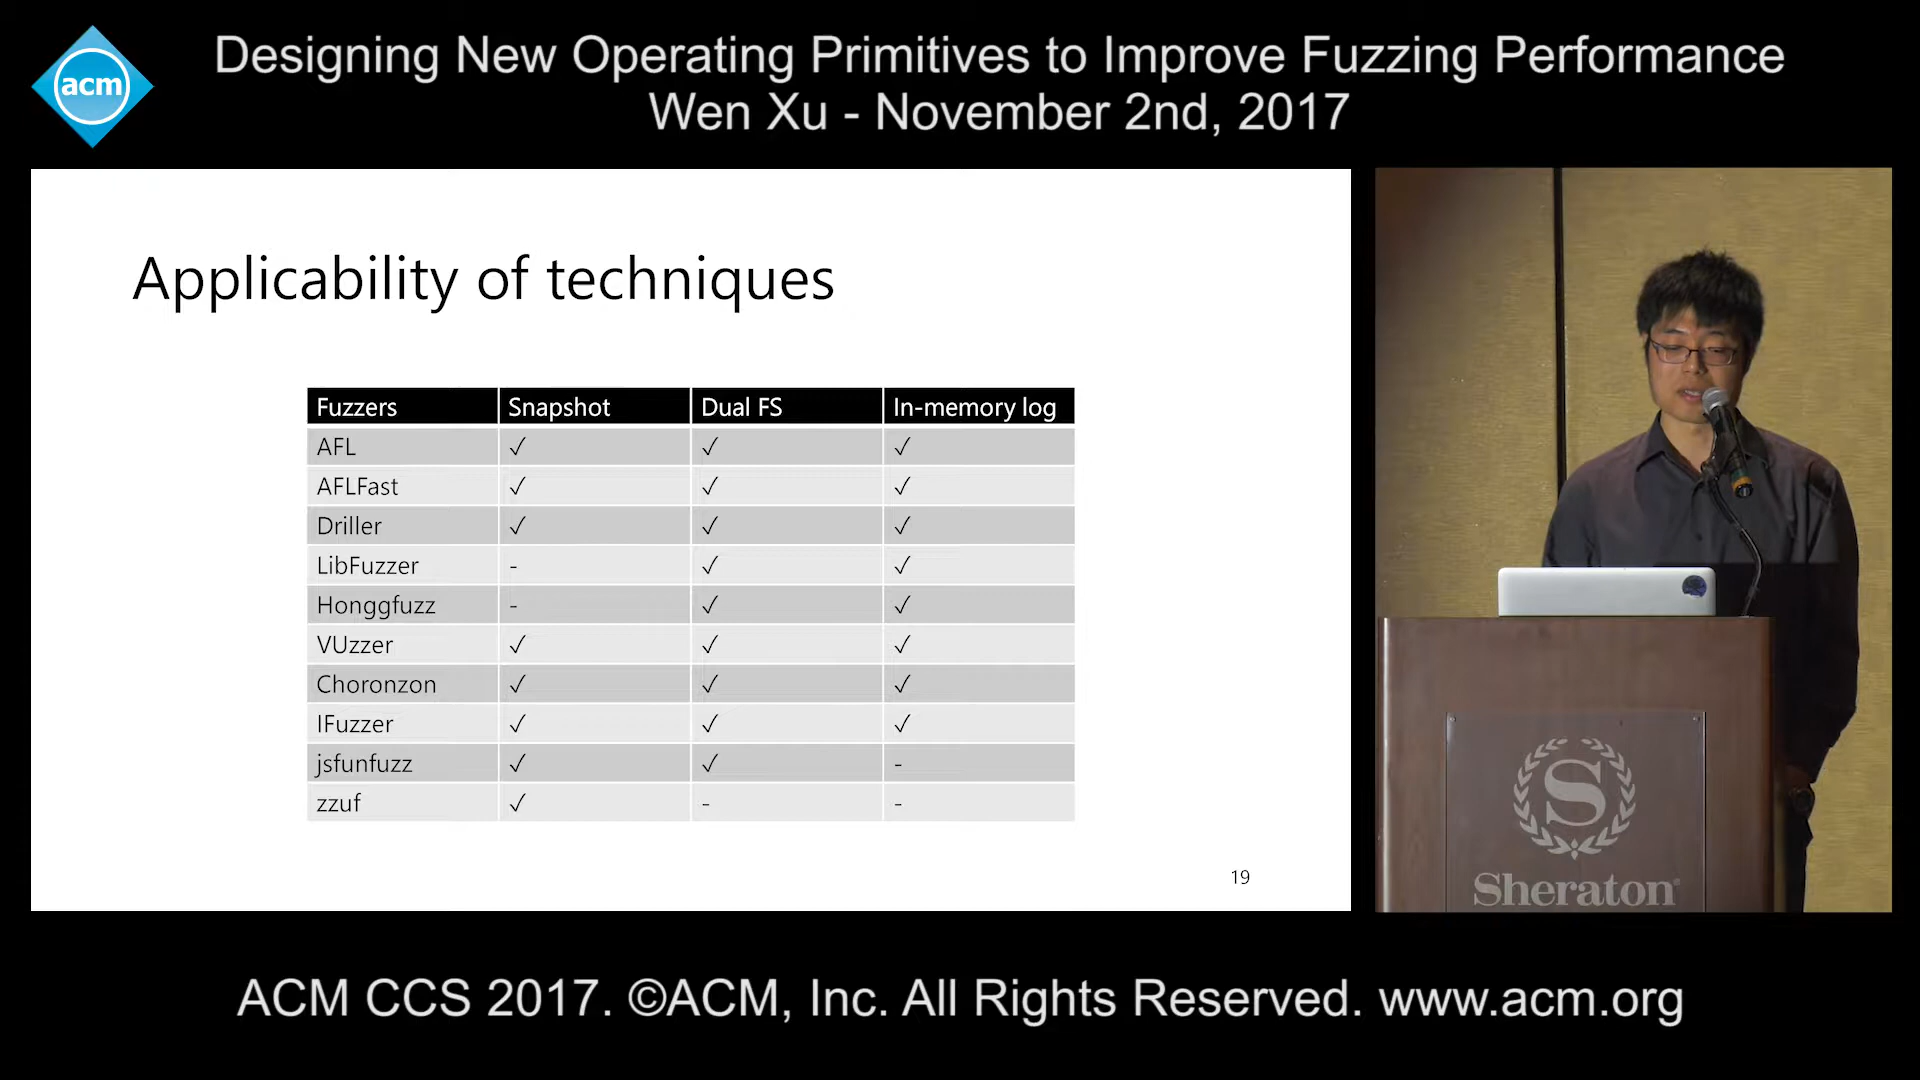 acm
Designing New Operating Primitives to Improve Fuzzing Performance
Wen Xu - November 2nd, 2017
Applicability of techniques
Fuzzers Snapshot Dual FS In-memory log
AFL ✓ ✓ ✓
AFLFast ✓ ✓ ✓
Driller ✓ ✓ ✓
LibFuzzer - ✓ ✓
Honggfuzz - ✓ ✓
VUzzer ✓ ✓ ✓
Choronzon ✓ ✓ ✓
IFuzzer ✓ ✓ ✓
jsfunfuzz ✓ ✓ -
zzuf ✓ - -
19
S
Sheraton
ACM CCS 2017. ©ACM, Inc. All Rights Reserved. www.acm.org